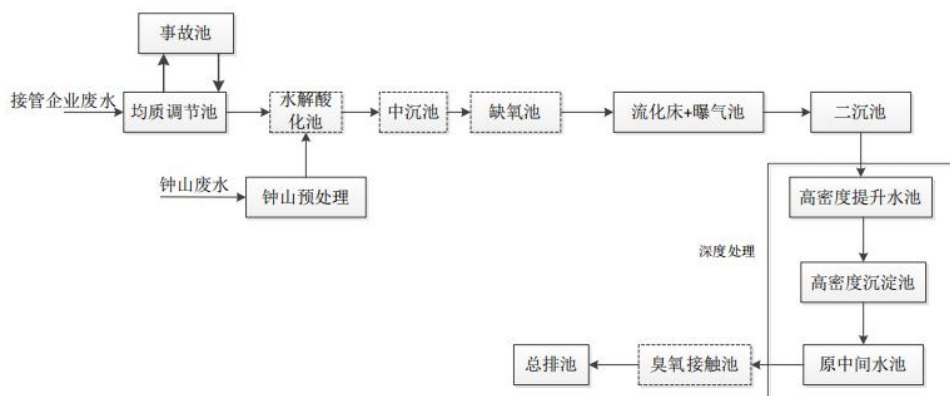 事故池
接管企业废水
均质调节池
水解酸
化池
中沉池
缺氧池
流化床+曝气池
二沉池
钟山废水
钟山预处理
高密度提升水池
深度处理
高密度沉淀池
总排池
臭氧接触池
原中间水池